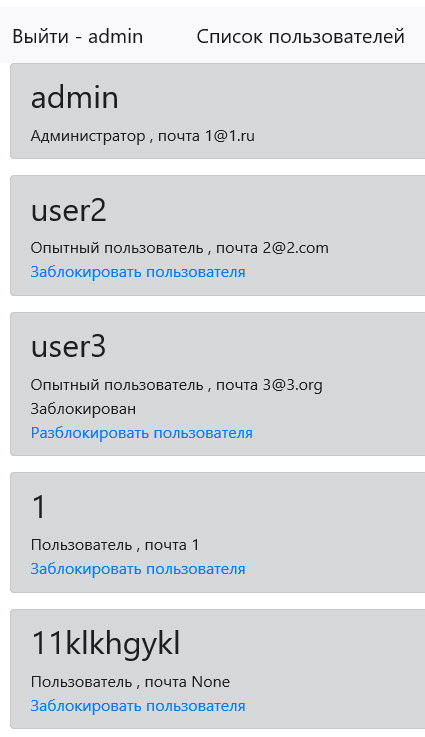 Выйти - admin Список пользователей
admin
Администратор , почта 1@1.ru
user2
Опытный пользователь , почта 2@2.com
Заблокировать пользователя
user3
Опытный пользователь , почта 3@3.org
Заблокирован
Разблокировать пользователя
1
Пользователь , почта 1
Заблокировать пользователя
11klkhgykl
Пользователь , почта None
Заблокировать пользователя